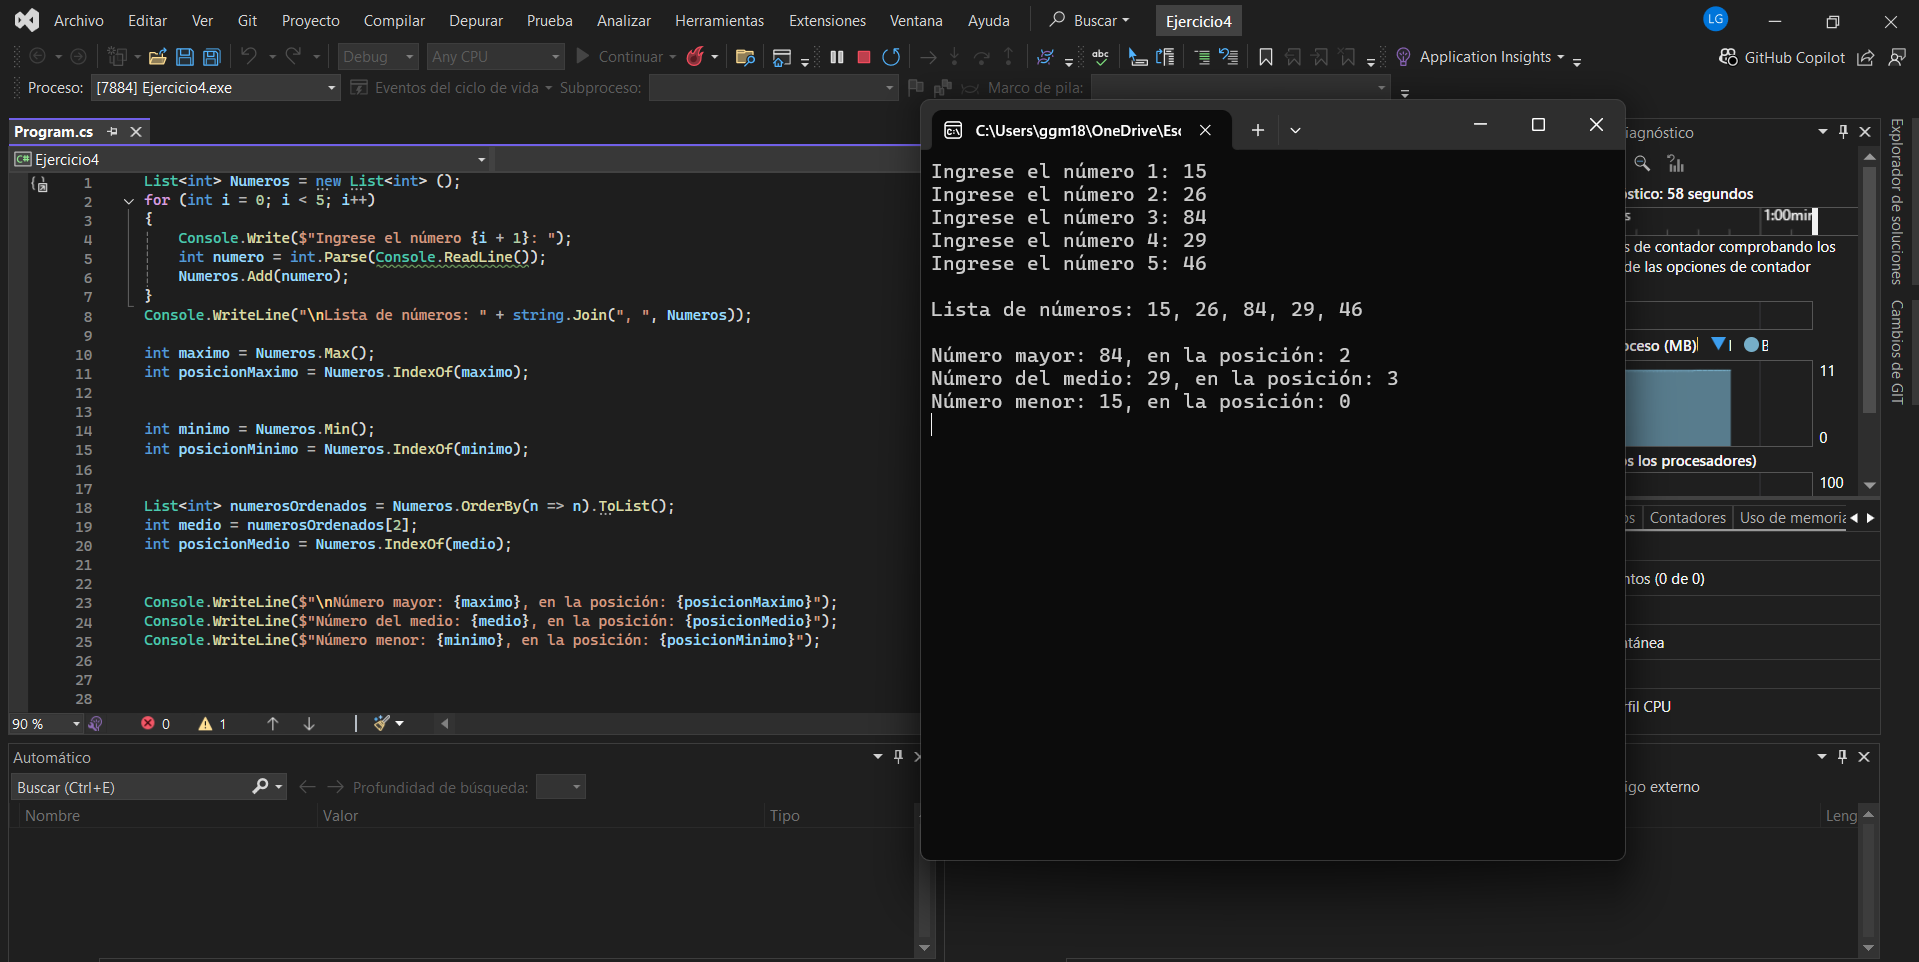 Archivo Editar Ver Git Proyecto Compilar Depurar Prueba Analizar Herramientas Extensiones Ventana Ayuda Buscar Ejercicio4 LG
Debug Any CPU Continuar Application Insights GitHub Copilot
Proceso: [7884] Ejercicio4.exe Eventos del ciclo de vida Subproceso: Marco de pila:
Program.cs
C# Ejercicio4
1 List<int> Numeros = new List<int> ();
2 for (int i = 0; i < 5; i++)
3 {
4 Console.Write($"Ingrese el número {i + 1}: ");
5 int numero = int.Parse(Console.ReadLine());
6 Numeros.Add(numero);
7 }
8 Console.WriteLine("\nLista de números: " + string.Join(", ", Numeros));
9
10 int maximo = Numeros.Max();
11 int posicionMaximo = Numeros.IndexOf(maximo);
12
13
14 int minimo = Numeros.Min();
15 int posicionMinimo = Numeros.IndexOf(minimo);
16
17
18 List<int> numerosOrdenados = Numeros.OrderBy(n => n).ToList();
19 int medio = numerosOrdenados[2];
20 int posicionMedio = Numeros.IndexOf(medio);
21
22
23 Console.WriteLine($"\nNúmero mayor: {maximo}, en la posición: {posicionMaximo}");
24 Console.WriteLine($"Número del medio: {medio}, en la posición: {posicionMedio}");
25 Console.WriteLine($"Número menor: {minimo}, en la posición: {posicionMinimo}");
26
27
28
90 % 0 1
Automático
Buscar (Ctrl+E) Profundidad de búsqueda:
Nombre Valor Tipo
C:\Users\ggm18\OneDrive\Esc
Ingrese el número 1: 15
Ingrese el número 2: 26
Ingrese el número 3: 84
Ingrese el número 4: 29
Ingrese el número 5: 46
Lista de números: 15, 26, 84, 29, 46
Número mayor: 84, en la posición: 2
Número del medio: 29, en la posición: 3
Número menor: 15, en la posición: 0
iagnóstico
stico: 58 segundos
s 1:00min
s de contador comprobando los
de las opciones de contador
oceso (MB) I B
11
0
s los procesadores)
100
os Contadores Uso de memoria
ntos (0 de 0)
ntánea
rfil CPU
igo externo
Leng
Explorador de soluciones
Cambios de GIT